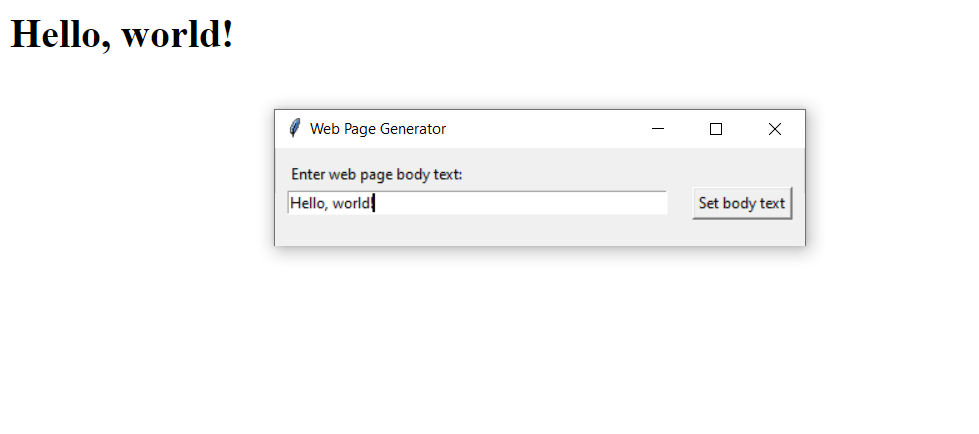 Hello, world!
Web Page Generator
Enter web page body text:
Hello, world!
Set body text